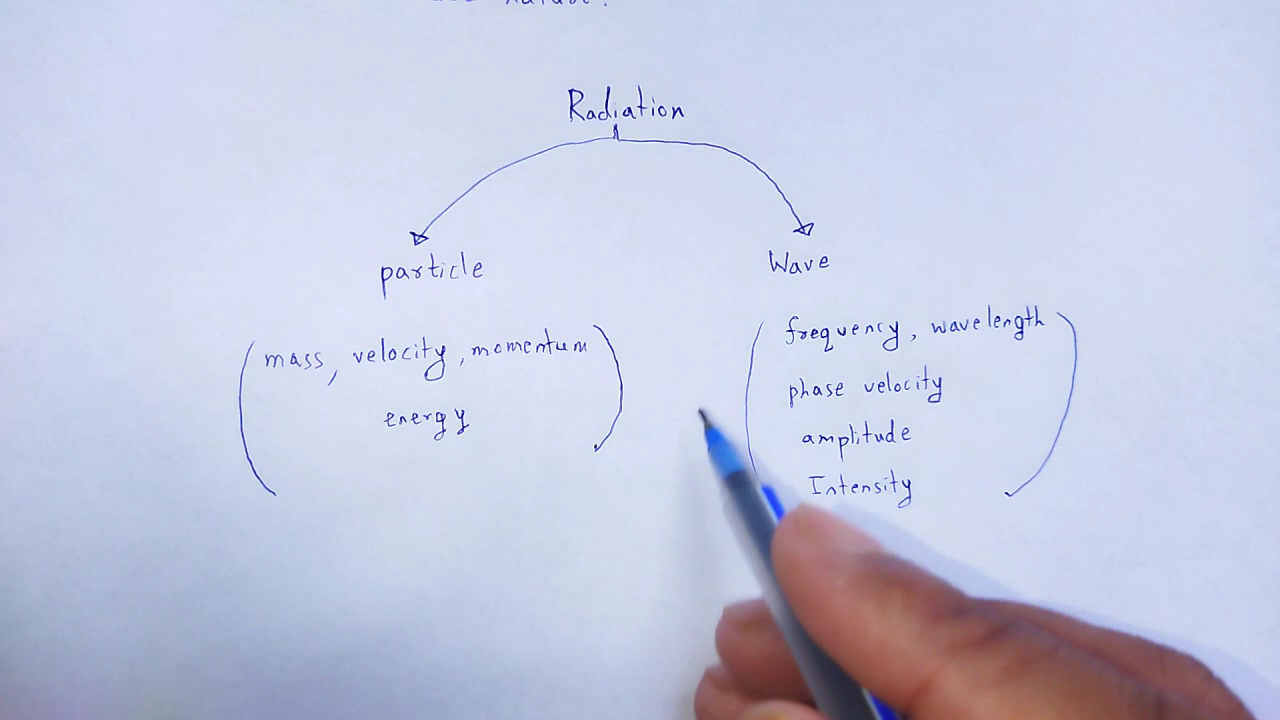 Radiation
particle
Wave
mass, velocity, momentum
energy
frequency, wavelength
phase velocity
amplitude
Intensity